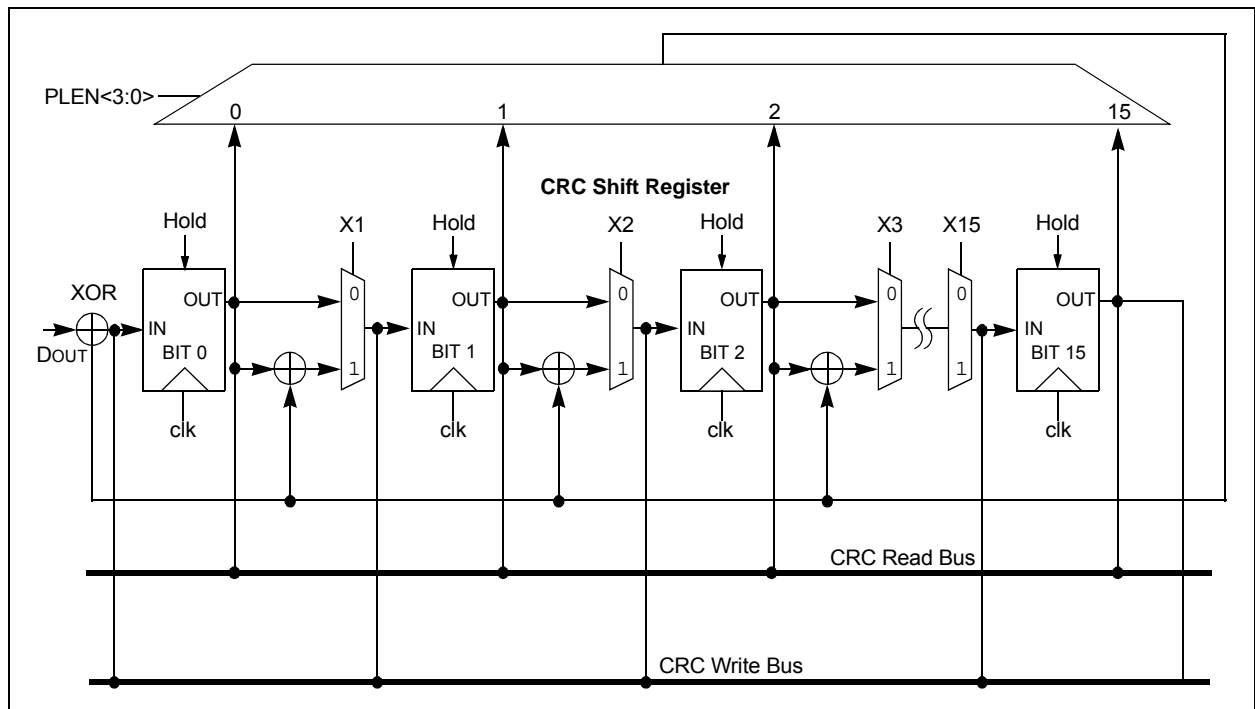 PLEN<3:0>
0 1 2 15
CRC Shift Register
Hold X1 Hold X2 Hold X3 X15 Hold
XOR
OUT 0 OUT 0 OUT 0 0 OUT
IN IN IN IN
DOUT
BIT 0 1 BIT 1 1 BIT 2 1 1 BIT 15
clk clk clk clk
CRC Read Bus
CRC Write Bus